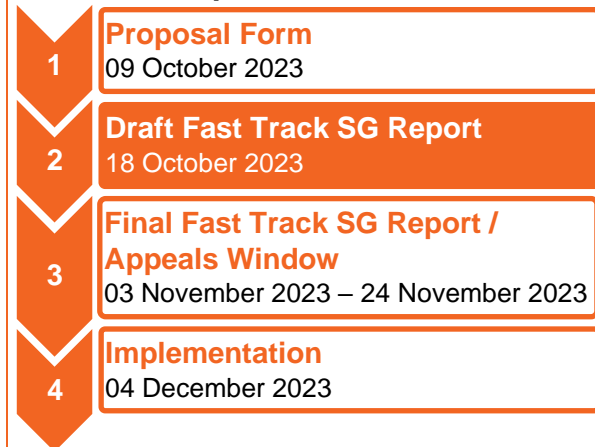 1
Proposal Form
09 October 2023
2
Draft Fast Track SG Report
18 October 2023
3
Final Fast Track SG Report /
Appeals Window
03 November 2023 – 24 November 2023
4
Implementation
04 December 2023